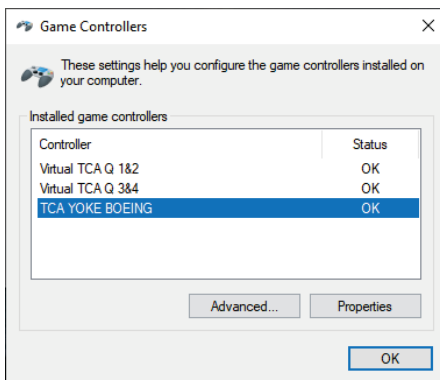 Game Controllers
These settings help you configure the game controllers installed on
your computer.
Installed game controllers
Controller Status
Virtual TCA Q 1&2 OK
Virtual TCA Q 3&4 OK
TCA YOKE BOEING OK
Advanced... Properties
OK